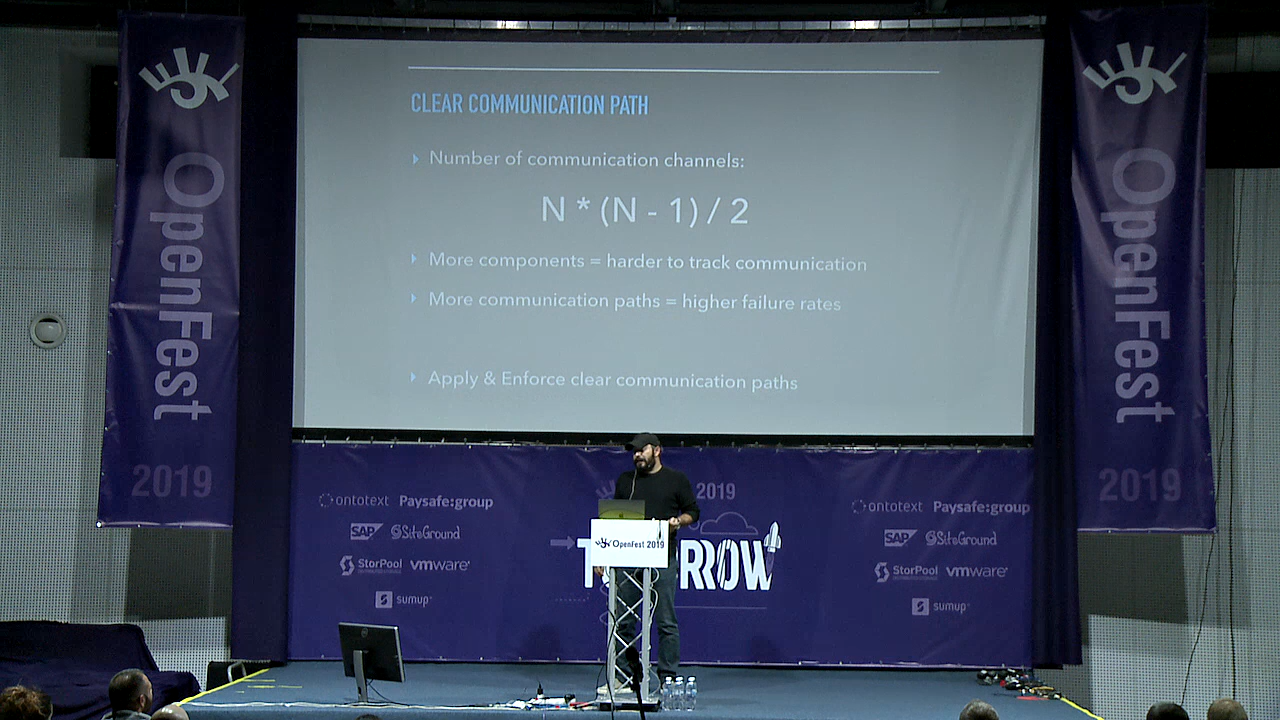 CLEAR COMMUNICATION PATH
Number of communication channels:
N * (N - 1) / 2
More components = harder to track communication
More communication paths = higher failure rates
Apply & Enforce clear communication paths
OpenFest
2019
OpenFest
2019
ontotext Paysafe:group
SAP SiteGround
StorPool vmware
sumup
2019
OpenFest 2019
T RROW
ontotext Paysafe:group
SAP SiteGround
StorPool vmware
sumup